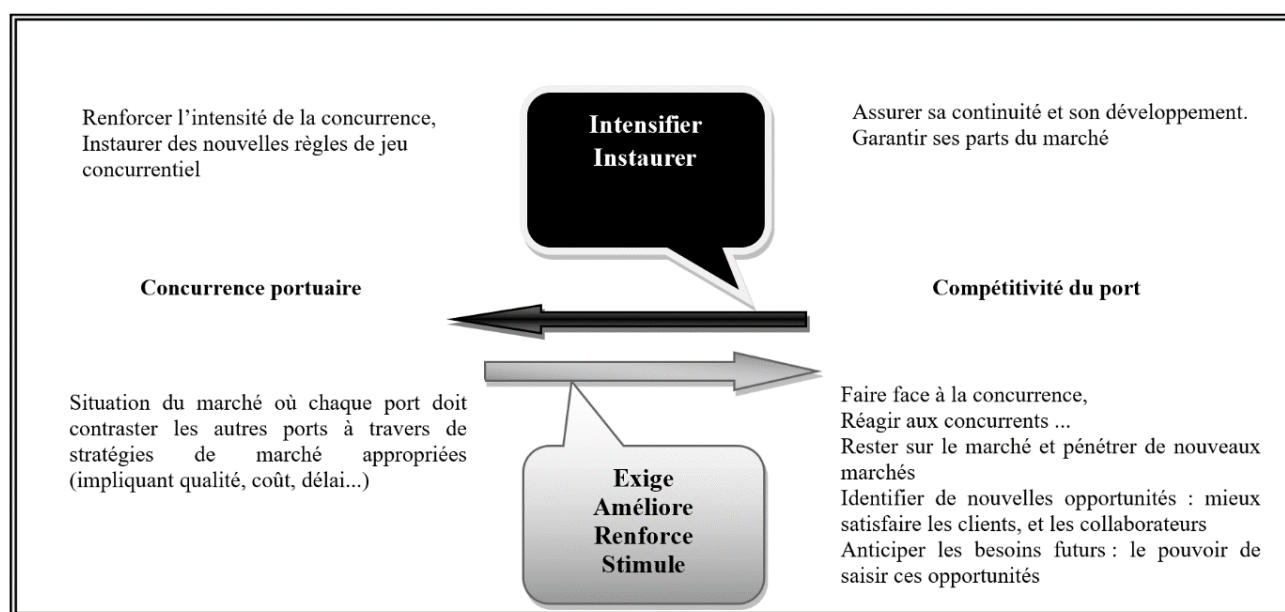 Renforcer l’intensité de la concurrence,
Instaurer des nouvelles règles de jeu
concurrentiel
Intensifier
Instaurer
Assurer sa continuité et son développement.
Garantir ses parts du marché
Concurrence portuaire
Compétitivité du port
Situation du marché où chaque port doit
contraster les autres ports à travers de
stratégies de marché appropriées
(impliquant qualité, coût, délai...)
Exige
Améliore
Renforce
Stimule
Faire face à la concurrence,
Réagir aux concurrents ...
Rester sur le marché et pénétrer de nouveaux
marchés
Identifier de nouvelles opportunités : mieux
satisfaire les clients, et les collaborateurs
Anticiper les besoins futurs : le pouvoir de
saisir ces opportunités